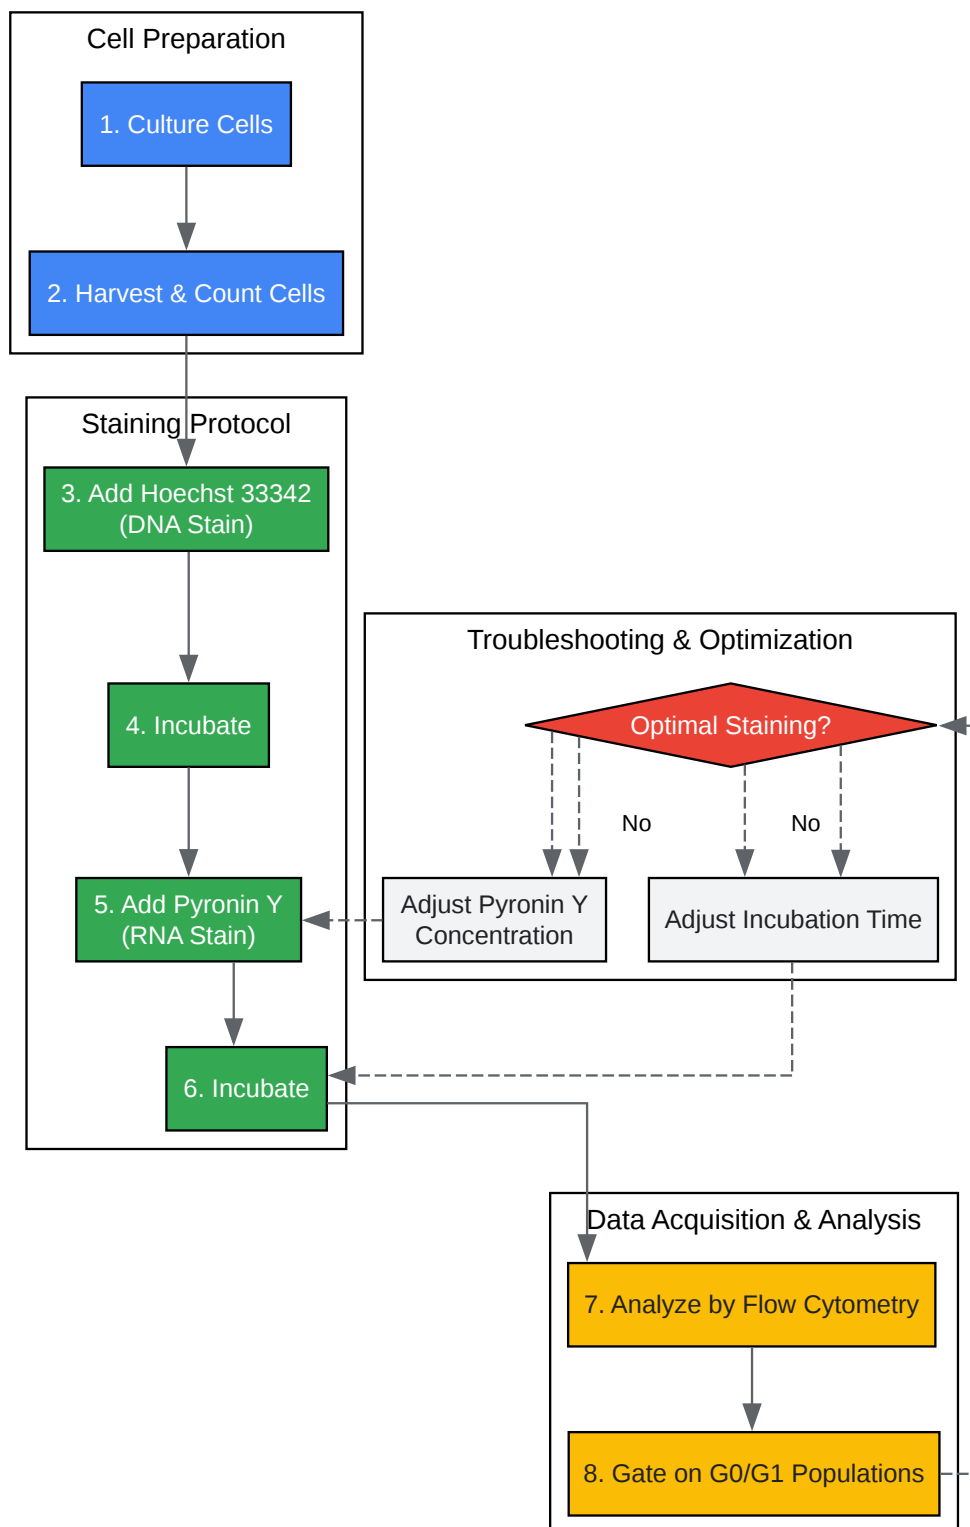 Cell Preparation
1. Culture Cells
2. Harvest & Count Cells
Staining Protocol
3. Add Hoechst 33342
(DNA Stain)
4. Incubate
5. Add Pyronin Y
(RNA Stain)
6. Incubate
Troubleshooting & Optimization
Optimal Staining?
No
No
Adjust Pyronin Y
Concentration
Adjust Incubation Time
Data Acquisition & Analysis
7. Analyze by Flow Cytometry
8. Gate on G0/G1 Populations